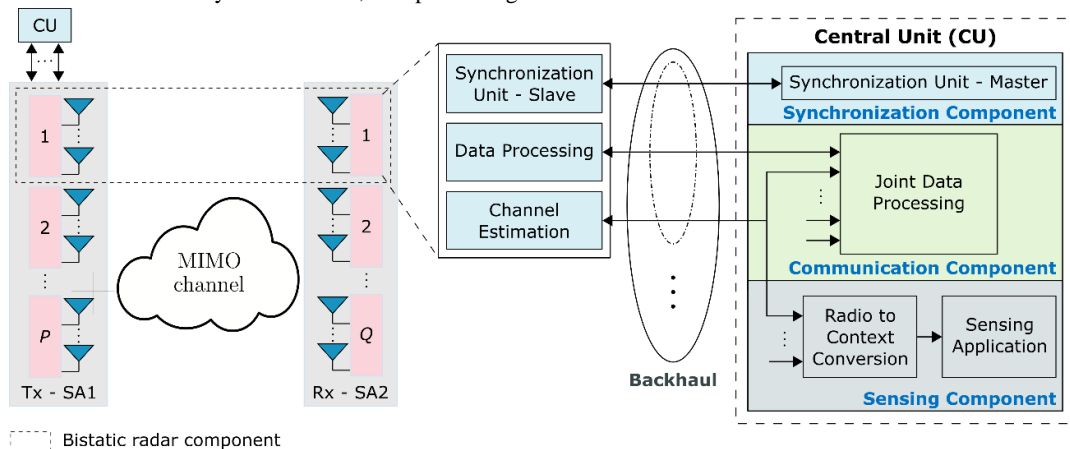 CU
1
2
P
Tx - SA1
MIMO
channel
1
2
Q
Rx - SA2
Bistatic radar component
Synchronization
Unit - Slave
Data Processing
Channel
Estimation
Backhaul
Central Unit (CU)
Synchronization Unit - Master
Synchronization Component
Joint Data
Processing
Communication Component
Radio to
Context
Conversion
Sensing
Application
Sensing Component